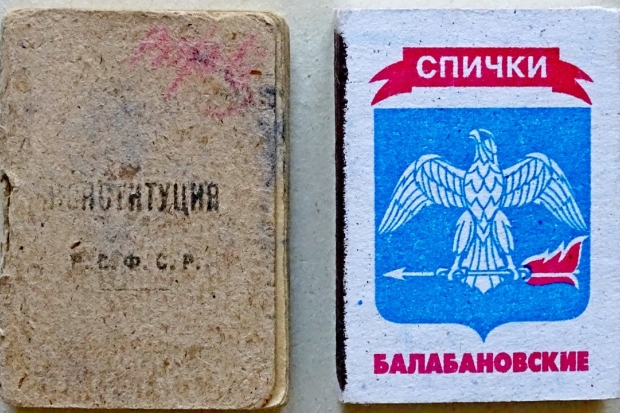 КОНСТИТУЦИЯ
Р. С. Ф. С. Р.
СПИЧКИ
БАЛАБАНОВСКИЕ